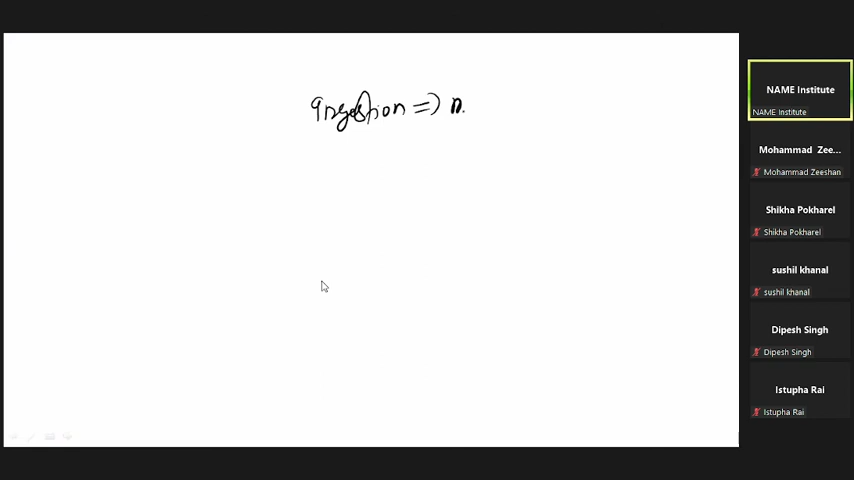 Ingestion => n.
NAME Institute
NAME Institute
Mohammad Zee...
Mohammad Zeeshan
Shikha Pokharel
Shikha Pokharel
sushil khanal
sushil khanal
Dipesh Singh
Dipesh Singh
Istupha Rai
Istupha Rai